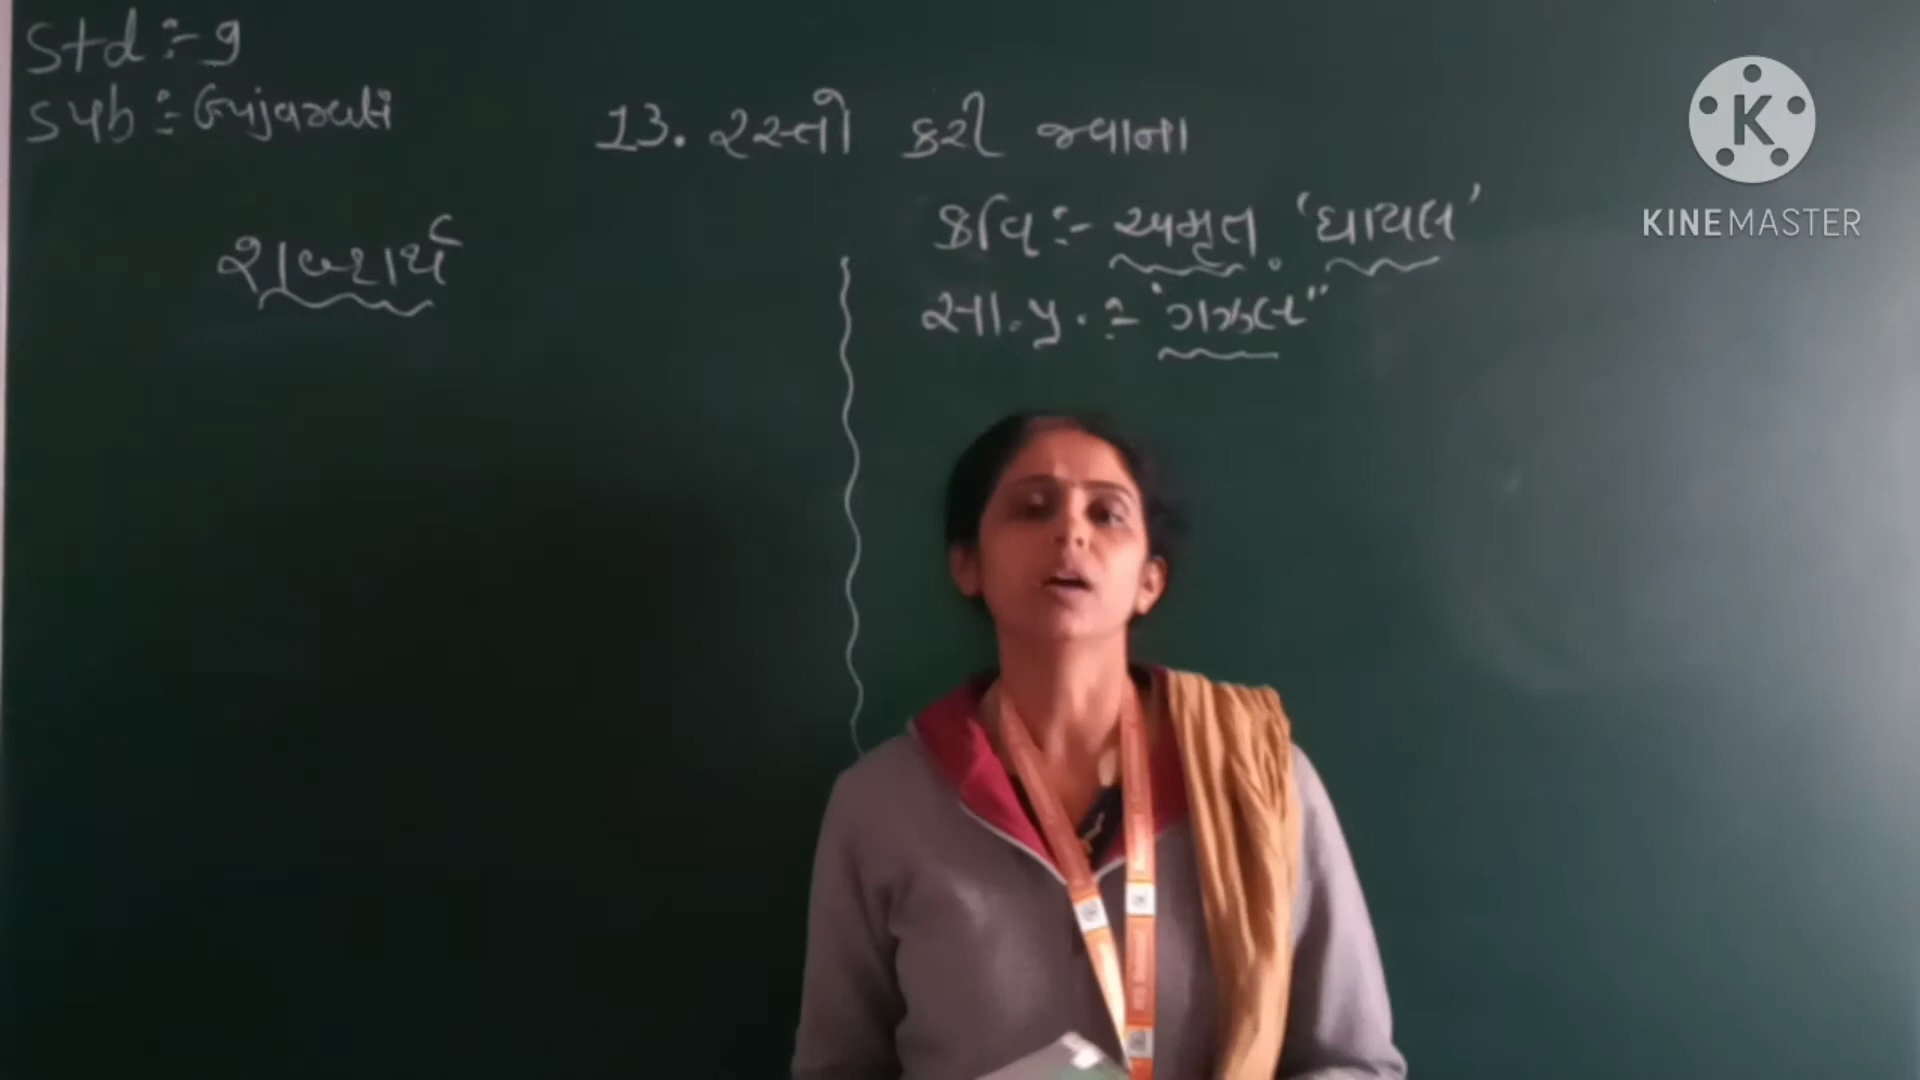 Std :- 9
Sub :- Gujarati
13. રસ્તો કરી જવાના
કવિ :- અમૃત 'ઘાયલ'
સા.પ્ર. :- "ગઝલ"
શબ્દાર્થ
K
KINEMASTER